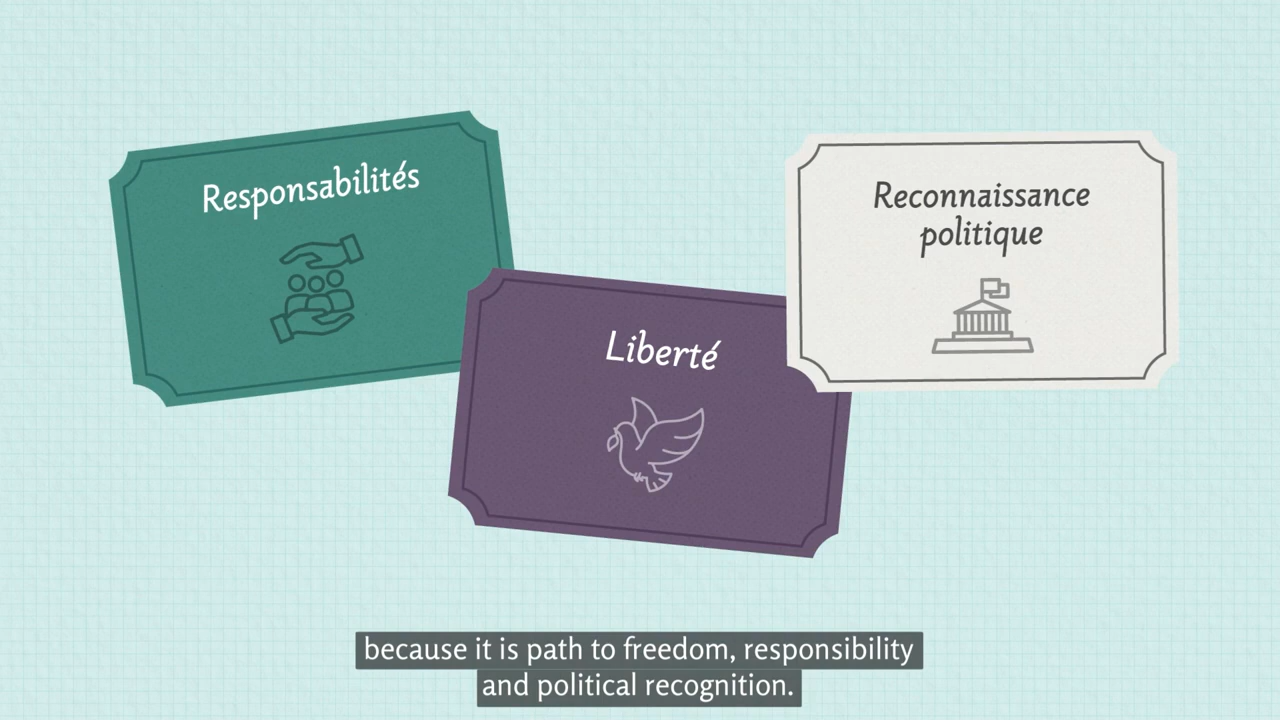 Responsabilités
Liberté
Reconnaissance
politique
because it is path to freedom, responsibility
and political recognition.